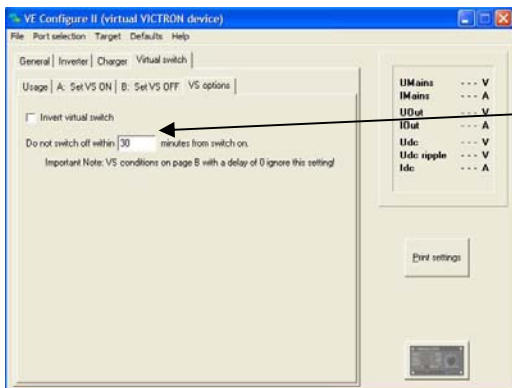 VE Configure II (virtual VICTRON device)
File Port selection Target Defaults Help
General Inverter Charger Virtual switch
Usage A: Set VS ON B: Set VS OFF VS options
Invert virtual switch
Do not switch off within 30 minutes from switch on.
Important Note: VS conditions on page B with a delay of 0 ignore this setting!
UMains --- V
IMains --- A
UOut --- V
IOut --- A
Udc --- V
Udc ripple --- V
Idc --- A
Print settings